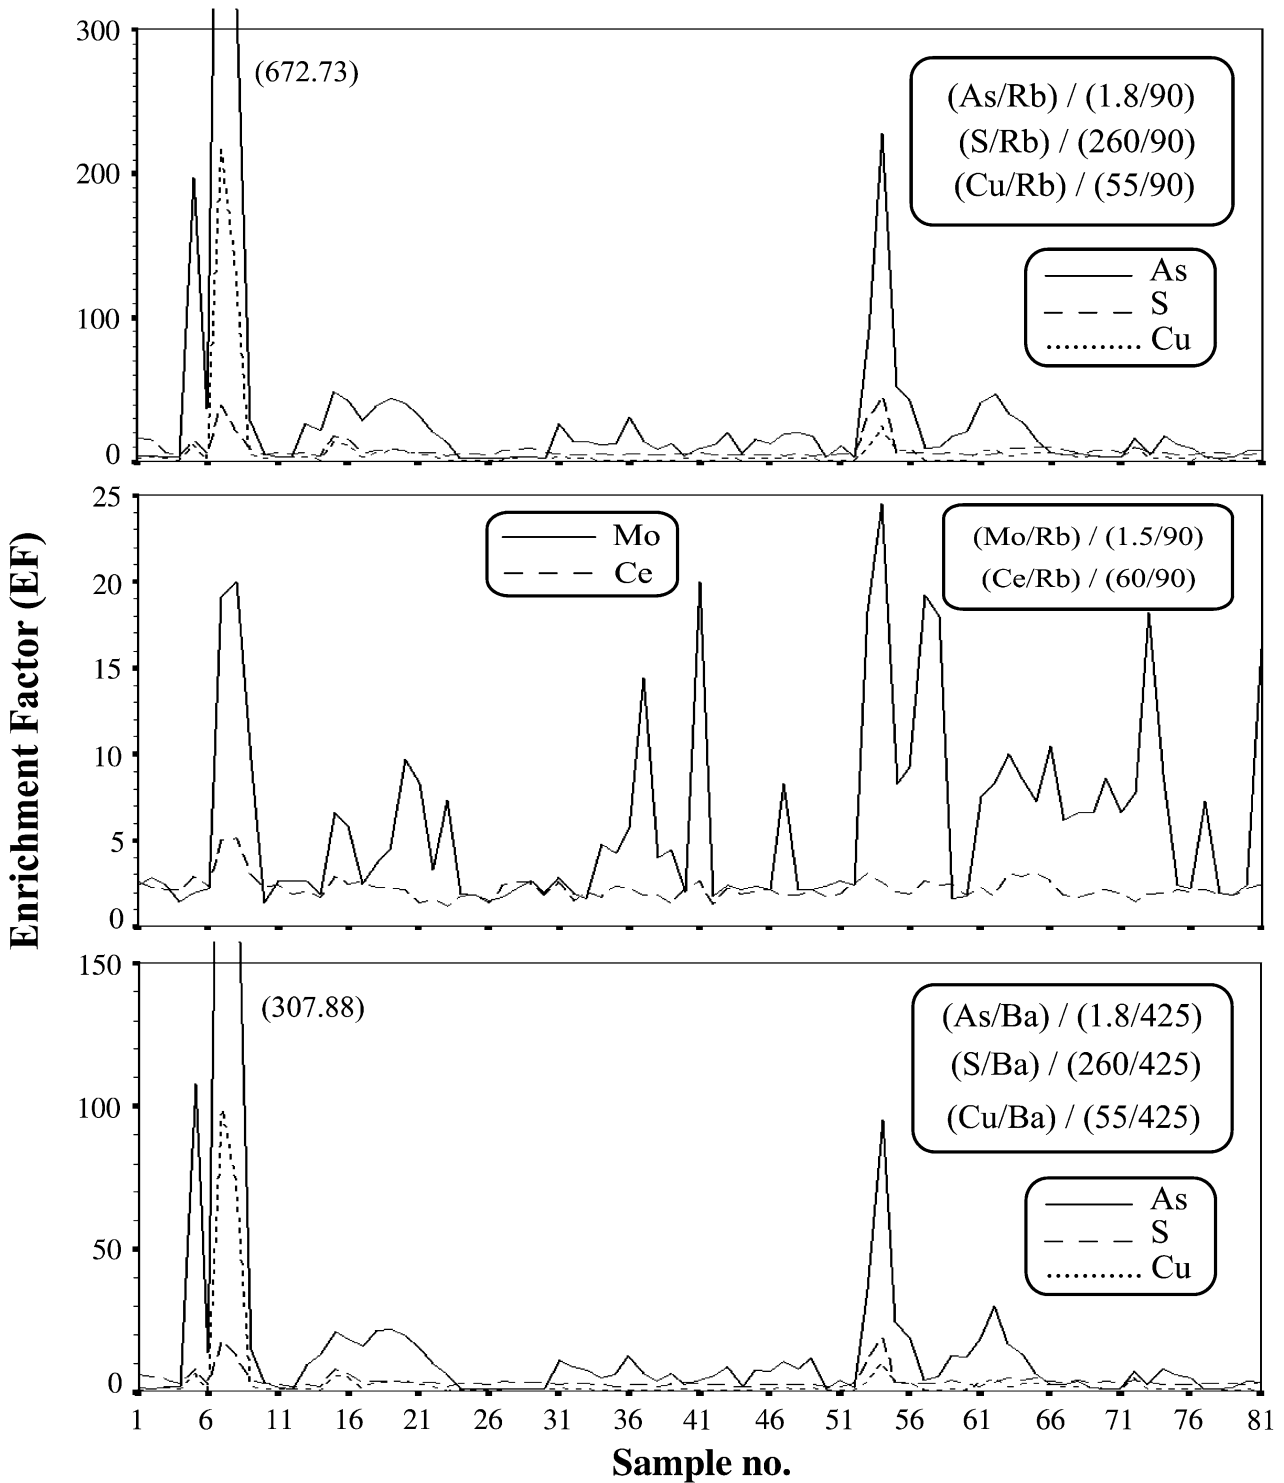 Enrichment Factor (EF)
300
200
100
0
(672.73)
(As/Rb) / (1.8/90)
(S/Rb) / (260/90)
(Cu/Rb) / (55/90)
As
S
Cu
25
20
15
10
5
0
Mo
Ce
(Mo/Rb) / (1.5/90)
(Ce/Rb) / (60/90)
150
100
50
0
(307.88)
(As/Ba) / (1.8/425)
(S/Ba) / (260/425)
(Cu/Ba) / (55/425)
As
S
Cu
1 6 11 16 21 26 31 36 41 46 51 56 61 66 71 76 81
Sample no.